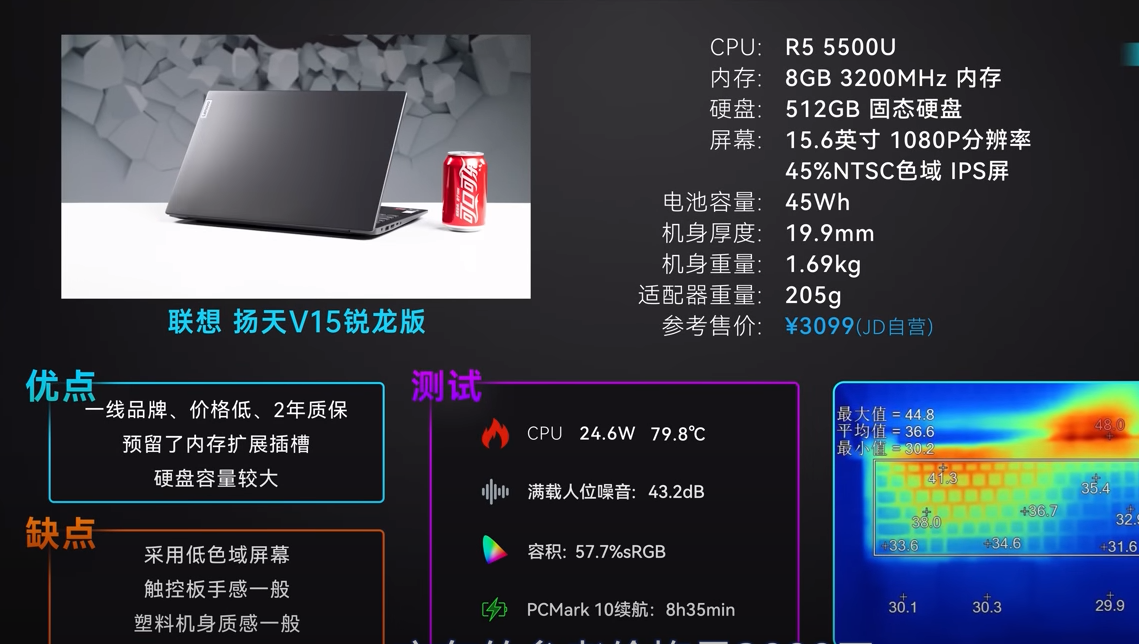 CPU: R5 5500U
内存: 8GB 3200MHz 内存
硬盘: 512GB 固态硬盘
屏幕: 15.6英寸 1080P分辨率
45%NTSC色域 IPS屏
电池容量: 45Wh
机身厚度: 19.9mm
机身重量: 1.69kg
适配器重量: 205g
参考售价: ¥3099(JD自营)
联想 扬天V15锐龙版
优点
一线品牌、价格低、2年质保
预留了内存扩展插槽
硬盘容量较大
缺点
采用低色域屏幕
触控板手感一般
塑料机身质感一般
测试
CPU 24.6W 79.8℃
满载人位噪音: 43.2dB
容积: 57.7%sRGB
PCMark 10续航: 8h35min
最大值 = 44.8
平均值 = 36.6
最小值 = 30.2
48.0
41.3
35.4
38.0
36.7
32.9
33.6
34.6
31.6
30.1
30.3
29.9